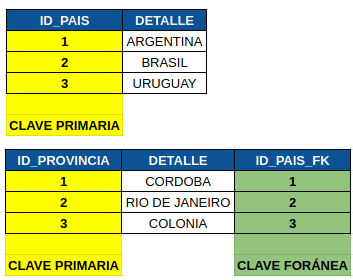 ID_PAIS DETALLE
1 ARGENTINA
2 BRASIL
3 URUGUAY
CLAVE PRIMARIA
ID_PROVINCIA DETALLE ID_PAIS_FK
1 CORDOBA 1
2 RIO DE JANEIRO 2
3 COLONIA 3
CLAVE PRIMARIA CLAVE FORÁNEA